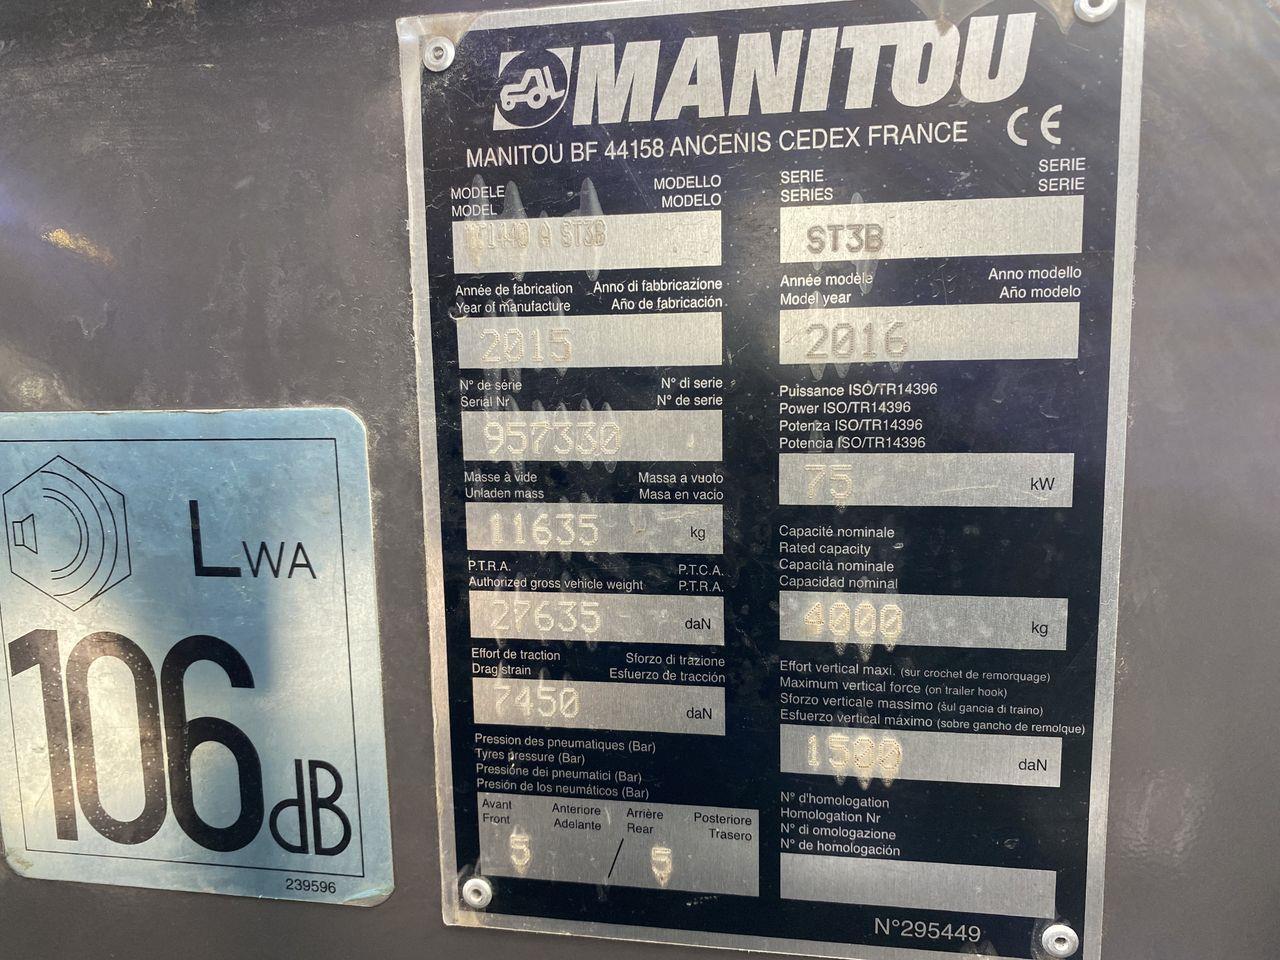 MANITOU
MANITOU BF 44158 ANCENIS CEDEX FRANCE CE
MODELE MODELLO
MODEL MODELO
1440 A ST3B
SERIE SERIE
SERIES SERIE
ST3B
Année de fabrication Anno di fabbricazione
Year of manufacture Año de fabricación
2015
Année modèle Anno modello
Model year Año modelo
2016
N° de série N° di serie
Serial Nr N° de serie
957330
Puissance ISO/TR14396
Power ISO/TR14396
Potenza ISO/TR14396
Potencia ISO/TR14396
75 kW
Masse à vide Massa a vuoto
Unladen mass Masa en vacio
11635 kg
Capacité nominale
Rated capacity
Capacità nominale
Capacidad nominal
4000 kg
P.T.R.A. P.T.C.A.
Authorized gross vehicle weight P.T.R.A.
27635 daN
Effort de traction Sforzo di trazione
Drag strain Esfuerzo de tracción
7450 daN
Effort vertical maxi. (sur crochet de remorquage)
Maximum vertical force (on trailer hook)
Sforzo verticale massimo (sul gancia di traino)
Esfuerzo vertical máximo (sobre gancho de remolque)
1500 daN
Pression des pneumatiques (Bar)
Tyres pressure (Bar)
Pressióne dei pneumatici (Bar)
Presión de los neumáticos (Bar)
Avant Anteriore Arrière Posteriore
Front Adelante Rear Trasero
5 / 5
N° d'homologation
Homologation Nr
N° di omologazione
N° de homologación
N°295449
LWA
106 dB
239596